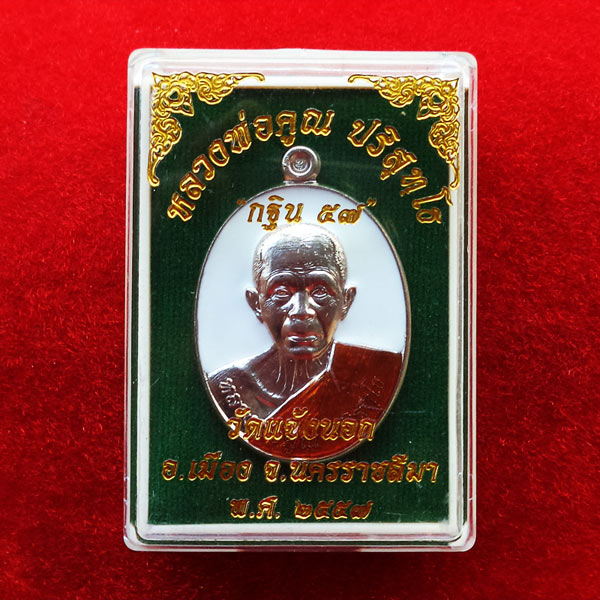 หลวงพ่อคูณ ปริสุทโธ
"กฐิน ๕๗"
วัดแจ้งนอก
อ.เมือง จ.นครราชสีมา
พ.ศ. ๒๕๕๗